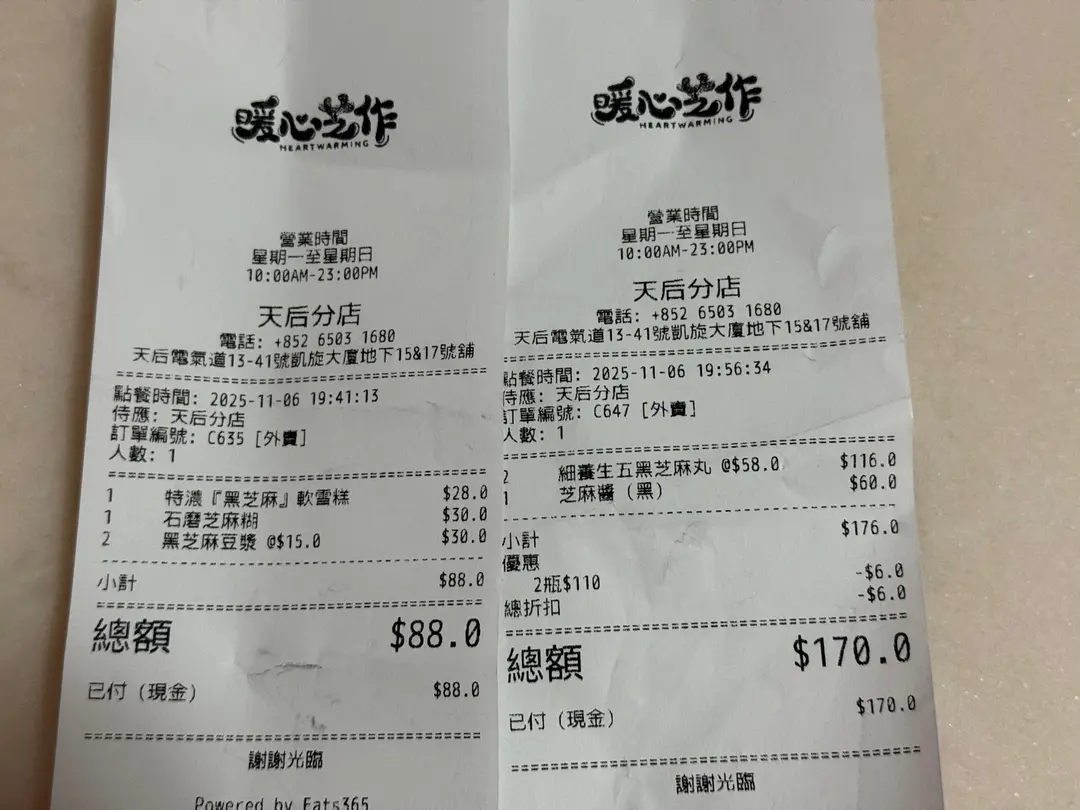 暖心芝作
HEARTWARMING
營業時間
星期一至星期日
10:00AM-23:00PM
天后分店
電話: +852 6503 1680
天后電氣道13-41號凱旋大廈地下15&17號舖
點餐時間: 2025-11-06 19:41:13
侍應: 天后分店
訂單編號: C635 [外賣]
人數: 1
1 特濃『黑芝麻』軟雪糕 $28.0
1 石磨芝麻糊 $30.0
2 黑芝麻豆漿 @$15.0 $30.0
小計 $88.0
總額 $88.0
已付 (現金) $88.0
謝謝光臨
Powered by Eats365
暖心芝作
HEARTWARMING
營業時間
星期一至星期日
10:00AM-23:00PM
天后分店
電話: +852 6503 1680
天后電氣道13-41號凱旋大廈地下15&17號舖
點餐時間: 2025-11-06 19:56:34
侍應: 天后分店
訂單編號: C647 [外賣]
人數: 1
2 細養生五黑芝麻丸 @$58.0 $116.0
1 芝麻醬 (黑) $60.0
小計 $176.0
優惠
2瓶$110 -$6.0
總折扣 -$6.0
總額 $170.0
已付 (現金) $170.0
謝謝光臨